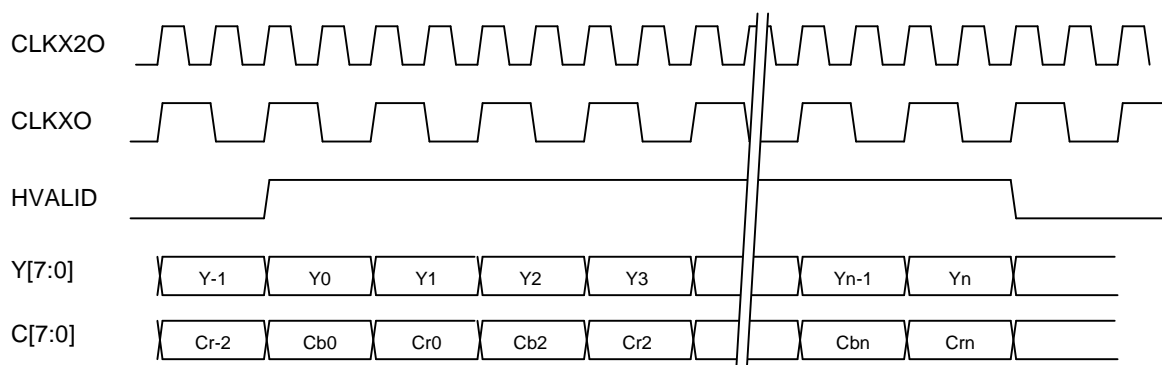 CLKX2O
CLKXO
HVALID
Y[7:0] Y-1 Y0 Y1 Y2 Y3 Yn-1 Yn
C[7:0] Cr-2 Cb0 Cr0 Cb2 Cr2 Cbn Crn